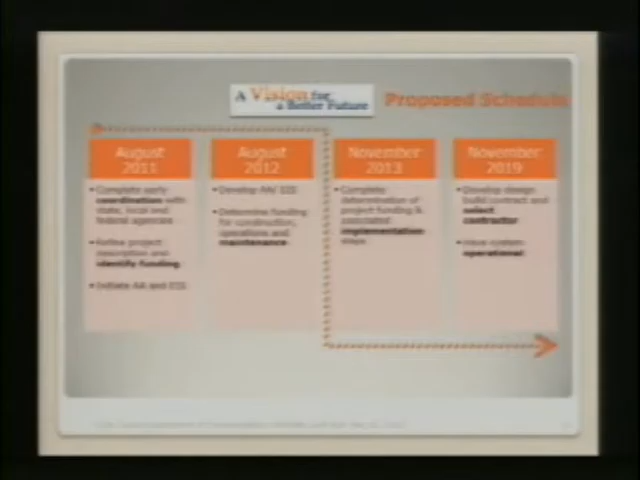 A Vision for
a Better Future
Proposed Schedule
August
2011
• Complete early
coordination with
state, local and
federal agencies
• Refine project
description and
identify funding
• Initiate AA and EIS
August
2012
• Develop AA/ EIS
• Determine funding
for construction,
operations and
maintenance
November
2013
• Complete
determination of
project funding &
associated
implementation
steps
November
2019
• Develop design
build contract and
select
contractor
• Have system
operational